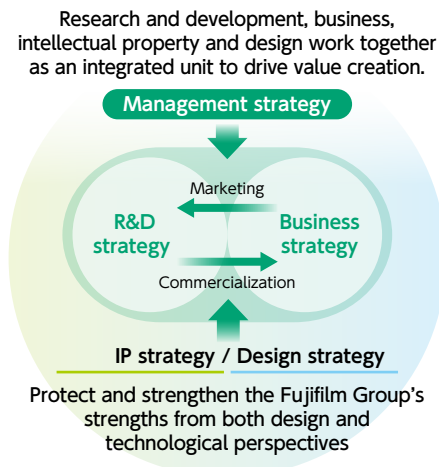 Research and development, business,
intellectual property and design work together
as an integrated unit to drive value creation.
Management strategy
Marketing
R&D
strategy
Business
strategy
Commercialization
IP strategy / Design strategy
Protect and strengthen the Fujifilm Group's
strengths from both design and
technological perspectives